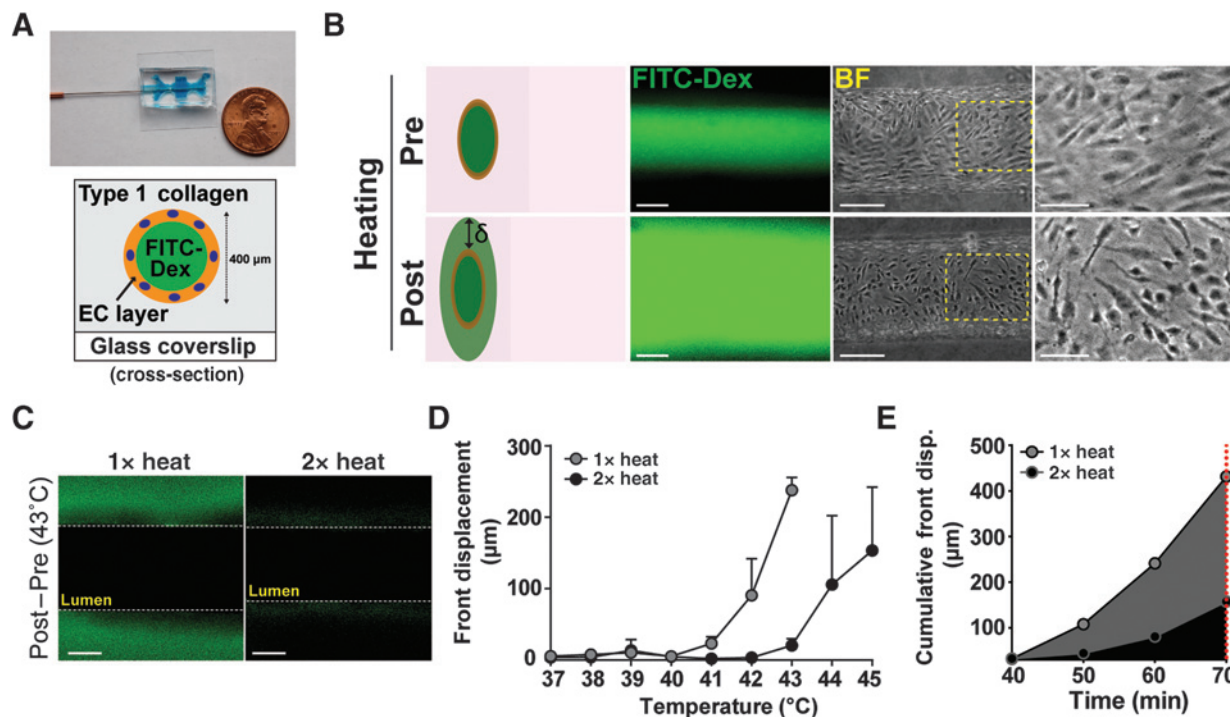 A
Type 1 collagen
FITC-
Dex
400 µm
EC layer
Glass coverslip
(cross-section)
B
Heating
Pre
Post
δ
FITC-Dex
BF
C
1× heat
2× heat
Post–Pre (43°C)
Lumen
Lumen
D
Front displacement
(µm)
300
200
100
0
1× heat
2× heat
37 38 39 40 41 42 43 44 45
Temperature (°C)
E
Cumulative front disp.
(µm)
500
400
300
200
100
1× heat
2× heat
40 50 60 70
Time (min)